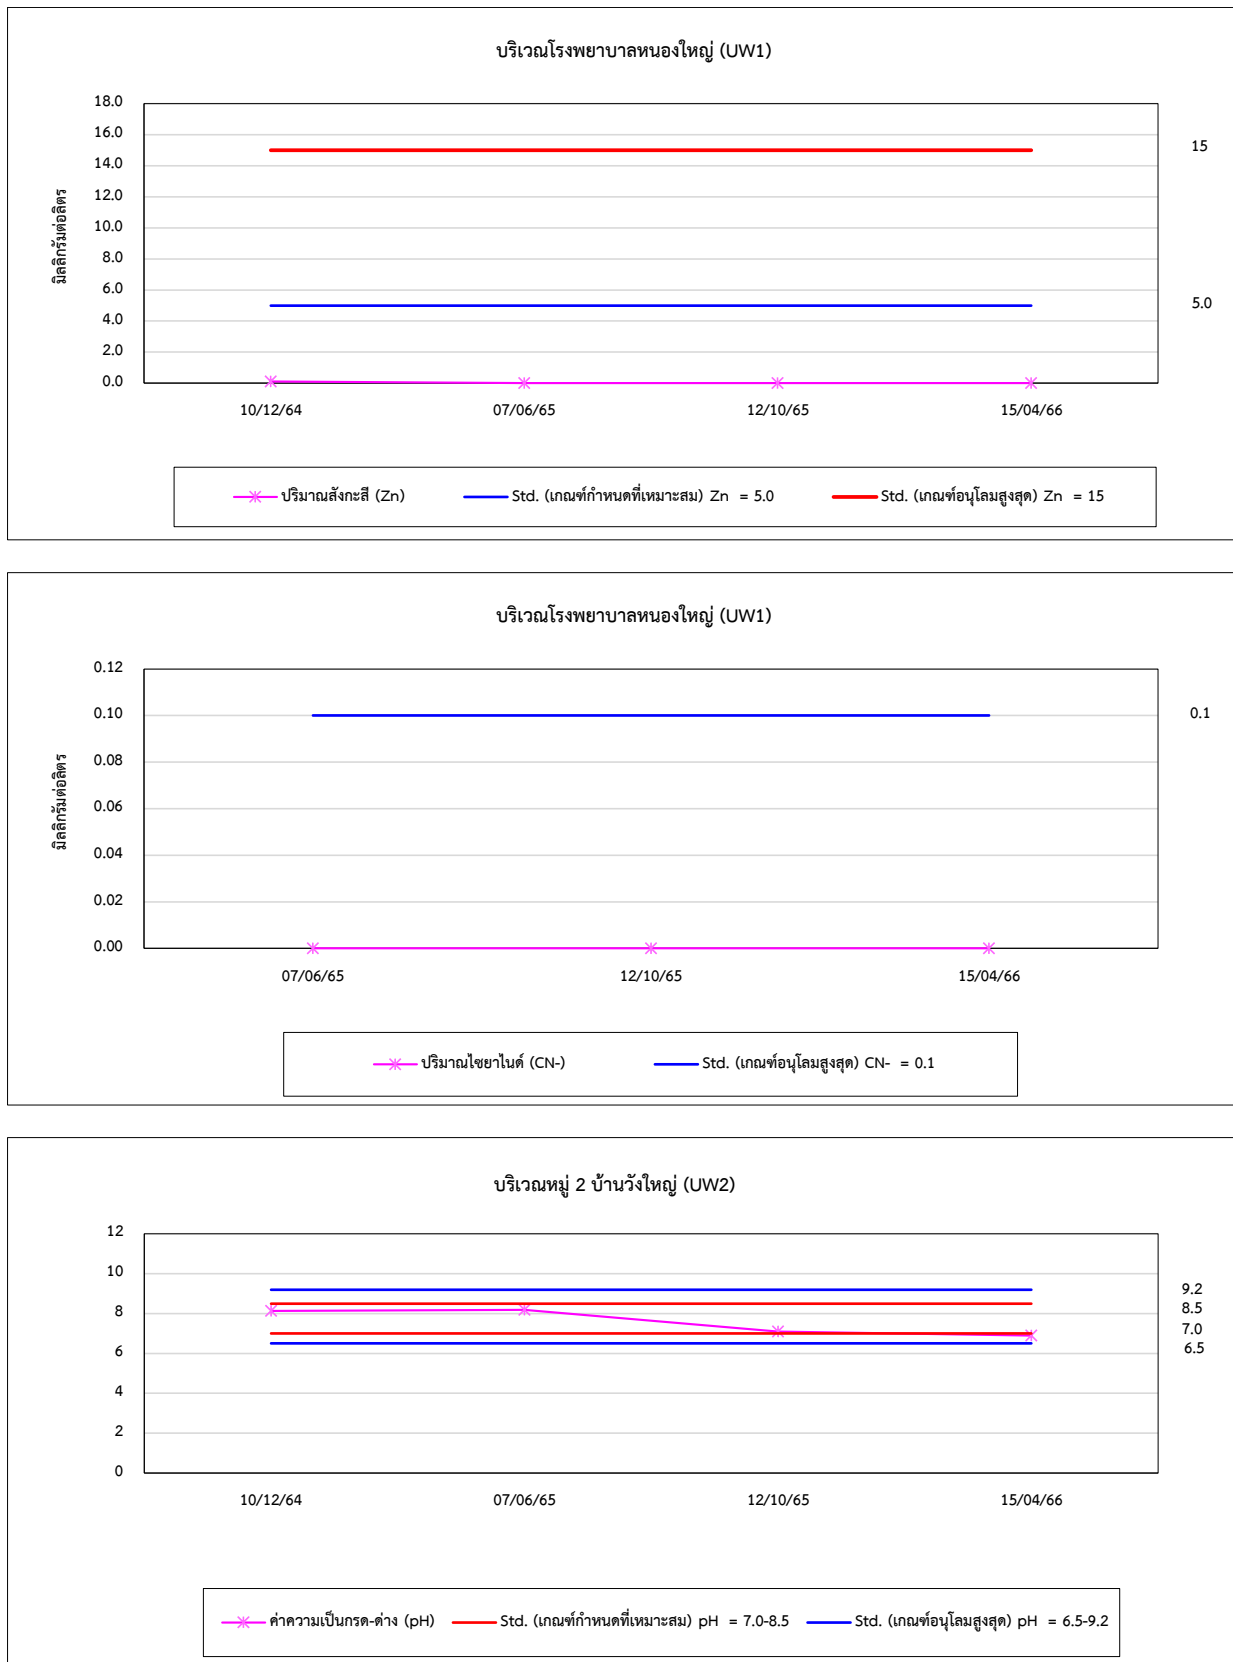 บริเวณโรงพยาบาลหนองใหญ่ (UW1)
18.0
16.0
15
14.0
12.0
มิลลิกรัมต่อลิตร
10.0
8.0
6.0
5.0
4.0
2.0
0.0
10/12/64 07/06/65 12/10/65 15/04/66
ปริมาณสังกะสี (Zn) Std. (เกณฑ์กำหนดที่เหมาะสม) Zn = 5.0 Std. (เกณฑ์อนุโลมสูงสุด) Zn = 15
บริเวณโรงพยาบาลหนองใหญ่ (UW1)
0.12
0.10 0.1
0.08
มิลลิกรัมต่อลิตร
0.06
0.04
0.02
0.00
07/06/65 12/10/65 15/04/66
ปริมาณไซยาไนด์ (CN-) Std. (เกณฑ์อนุโลมสูงสุด) CN- = 0.1
บริเวณหมู่ 2 บ้านวังใหญ่ (UW2)
12
10
9.2
8.5
8
7.0
6.5
6
4
2
0
10/12/64 07/06/65 12/10/65 15/04/66
ค่าความเป็นกรด-ด่าง (pH) Std. (เกณฑ์กำหนดที่เหมาะสม) pH = 7.0-8.5 Std. (เกณฑ์อนุโลมสูงสุด) pH = 6.5-9.2